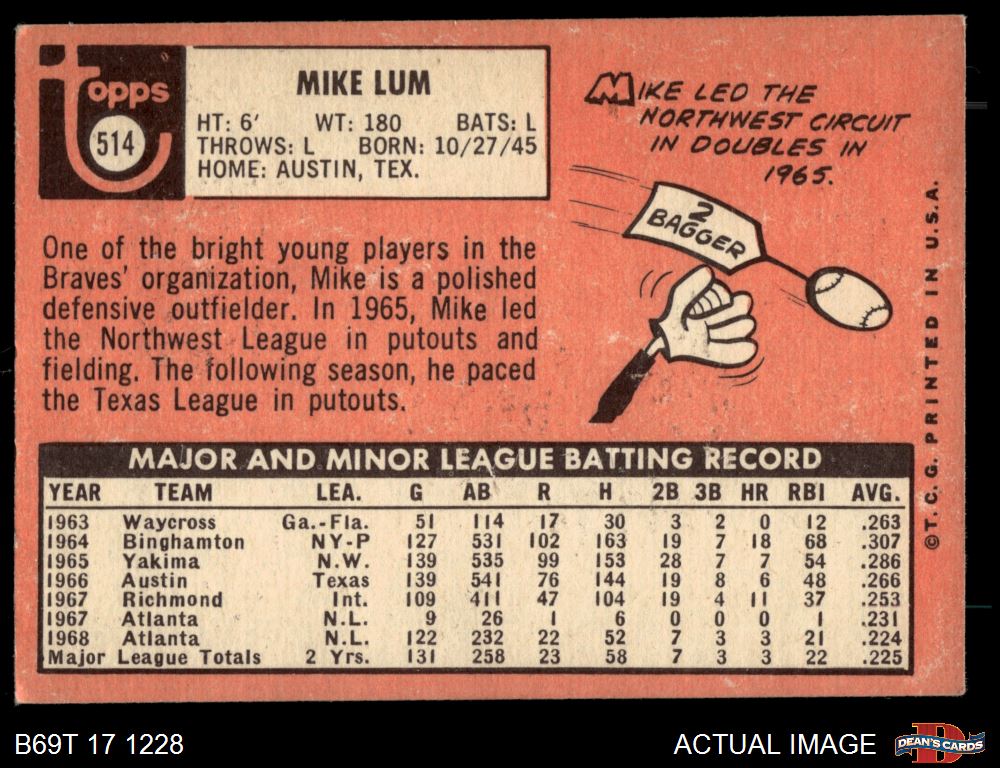 topps
514
MIKE LUM
HT: 6' WT: 180 BATS: L
THROWS: L BORN: 10/27/45
HOME: AUSTIN, TEX.
MIKE LED THE
NORTHWEST CIRCUIT
IN DOUBLES IN
1965.
2
BAGGER
One of the bright young players in the
Braves' organization, Mike is a polished
defensive outfielder. In 1965, Mike led
the Northwest League in putouts and
fielding. The following season, he paced
the Texas League in putouts.
©T. C. G. PRINTED IN U.S.A.
MAJOR AND MINOR LEAGUE BATTING RECORD
YEAR TEAM LEA. G AB R H 2B 3B HR RBI AVG.
1963 Waycross Ga.-Fla. 51 114 17 30 3 2 0 12 .263
1964 Binghamton NY-P 127 531 102 163 19 7 18 68 .307
1965 Yakima N.W. 139 535 99 153 28 7 7 54 .286
1966 Austin Texas 139 541 76 144 19 8 6 48 .266
1967 Richmond Int. 109 411 47 104 19 4 11 37 .253
1967 Atlanta N.L. 9 26 1 6 0 0 0 1 .231
1968 Atlanta N.L. 122 232 22 52 7 3 3 21 .224
Major League Totals 2 Yrs. 131 258 23 58 7 3 3 22 .225
B69T 17 1228
ACTUAL IMAGE
D
DEAN'S CARDS